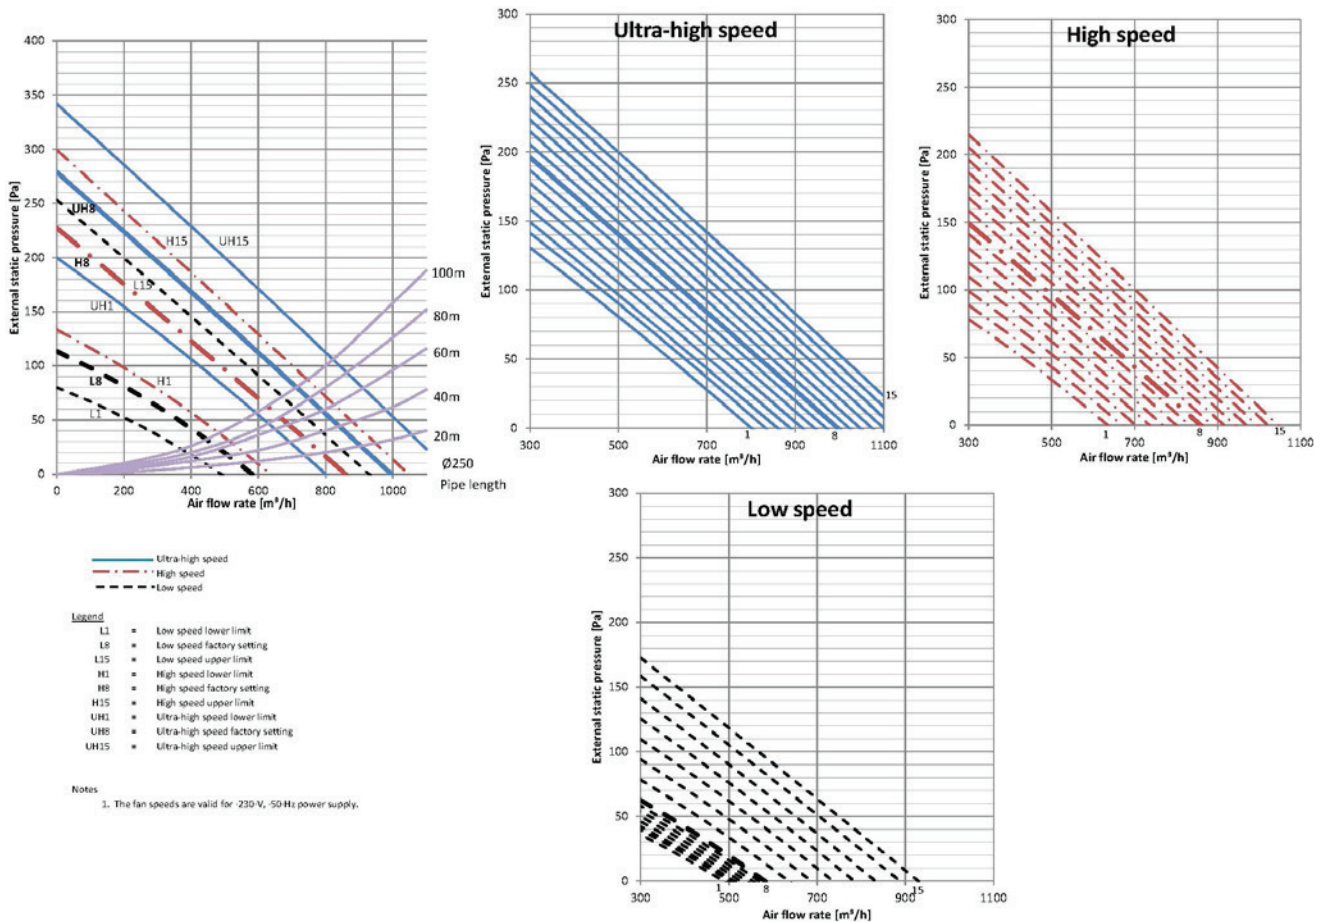 400
350
300
250
200
150
100
50
0
External static pressure [Pa]
UH8
H8
UH1
L8
L1
H15
UH15
L15
H1
100m
80m
60m
40m
20m
Ø250
Pipe length
0 200 400 600 800 1000
Air flow rate [m³/h]
Ultra-high speed
300
250
200
150
100
50
0
External static pressure [Pa]
15
1 8
300 500 700 900 1100
Air flow rate [m³/h]
High speed
300
250
200
150
100
50
0
External static pressure [Pa]
1 8 15
300 500 700 900 1100
Air flow rate [m³/h]
Ultra-high speed
High speed
Low speed
Legend
L1 = Low speed lower limit
L8 = Low speed factory setting
L15 = Low speed upper limit
H1 = High speed lower limit
H8 = High speed factory setting
H15 = High speed upper limit
UH1 = Ultra-high speed lower limit
UH8 = Ultra-high speed factory setting
UH15 = Ultra-high speed upper limit
Notes
1. The fan speeds are valid for -230-V, -50-Hz power supply.
Low speed
300
250
200
150
100
50
0
External static pressure [Pa]
1 8 15
300 500 700 900 1100
Air flow rate [m³/h]